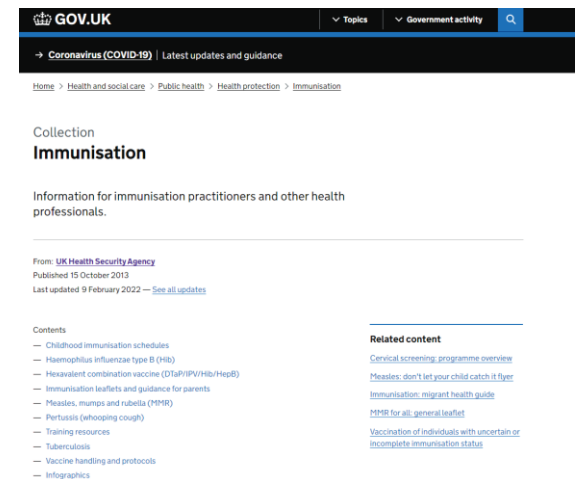 GOV.UK
Topics
Government activity
→ Coronavirus (COVID-19) | Latest updates and guidance
Home > Health and social care > Public health > Health protection > Immunisation
Collection
Immunisation
Information for immunisation practitioners and other health
professionals.
From: UK Health Security Agency
Published 15 October 2013
Last updated 9 February 2022 — See all updates
Contents
— Childhood immunisation schedules
— Haemophilus influenzae type B (Hib)
— Hexavalent combination vaccine (DTaP/IPV/Hib/HepB)
— Immunisation leaflets and guidance for parents
— Measles, mumps and rubella (MMR)
— Pertussis (whooping cough)
— Training resources
— Tuberculosis
— Vaccine handling and protocols
— Infographics
Related content
Cervical screening: programme overview
Measles: don't let your child catch it flyer
Immunisation: migrant health guide
MMR for all: general leaflet
Vaccination of individuals with uncertain or
incomplete immunisation status